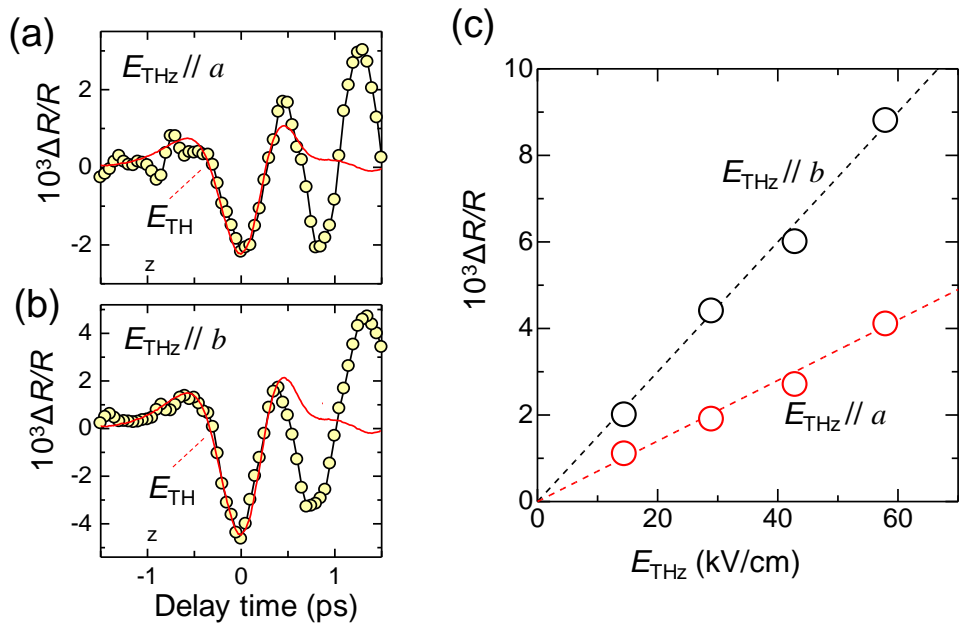 (a)
E_THz // a
10³ΔR/R
2
0
-2
E_TH
z
(b)
E_THz // b
10³ΔR/R
4
2
0
-2
-4
E_TH
z
-1 0 1
Delay time (ps)
(c)
10³ΔR/R
10
8
6
4
2
0
E_THz // b
E_THz // a
0 20 40 60
E_THz (kV/cm)